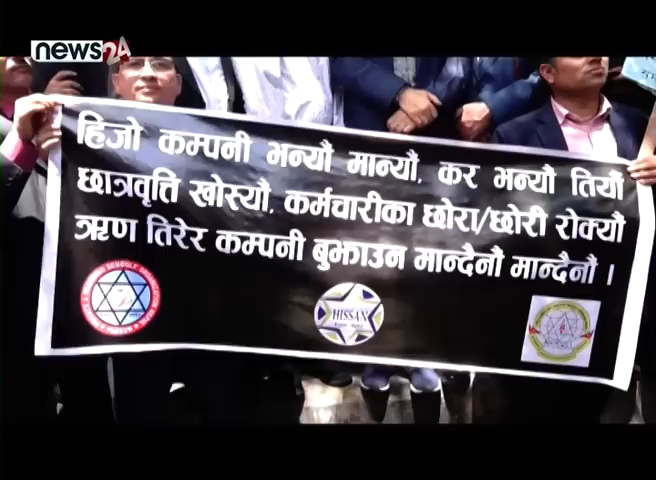 news24
हिजो कम्पनी भन्यौ मान्यौं, कर भन्यौ तिर्यौं
छात्रवृत्ति खोस्यौ, कर्मचारीका छोरा/छोरी रोक्यौं
ऋण तिरेर कम्पनी बुझाउन मान्दैनौं मान्दैनौं ।
HISSAN